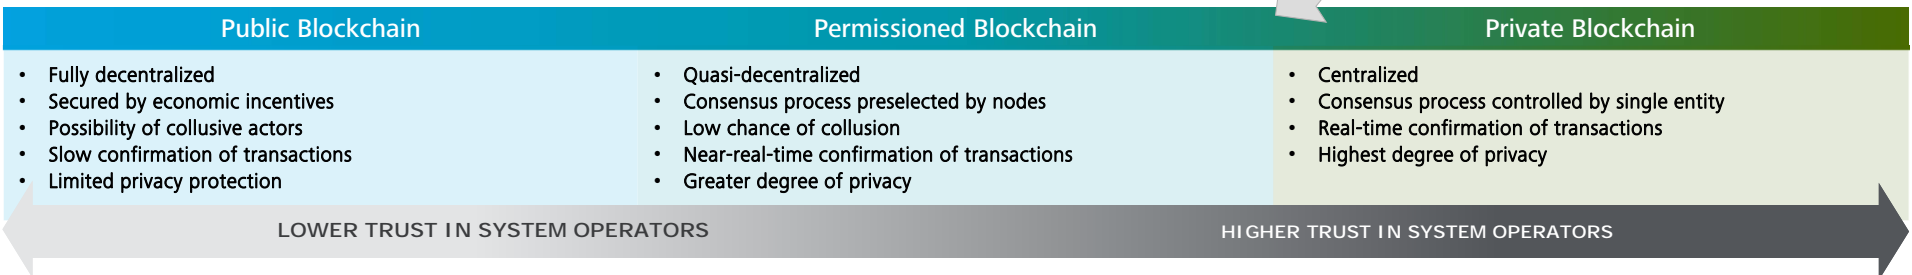 Public Blockchain
Permissioned Blockchain
Private Blockchain
• Fully decentralized
• Secured by economic incentives
• Possibility of collusive actors
• Slow confirmation of transactions
• Limited privacy protection
• Quasi-decentralized
• Consensus process preselected by nodes
• Low chance of collusion
• Near-real-time confirmation of transactions
• Greater degree of privacy
• Centralized
• Consensus process controlled by single entity
• Real-time confirmation of transactions
• Highest degree of privacy
LOWER TRUST IN SYSTEM OPERATORS
HIGHER TRUST IN SYSTEM OPERATORS